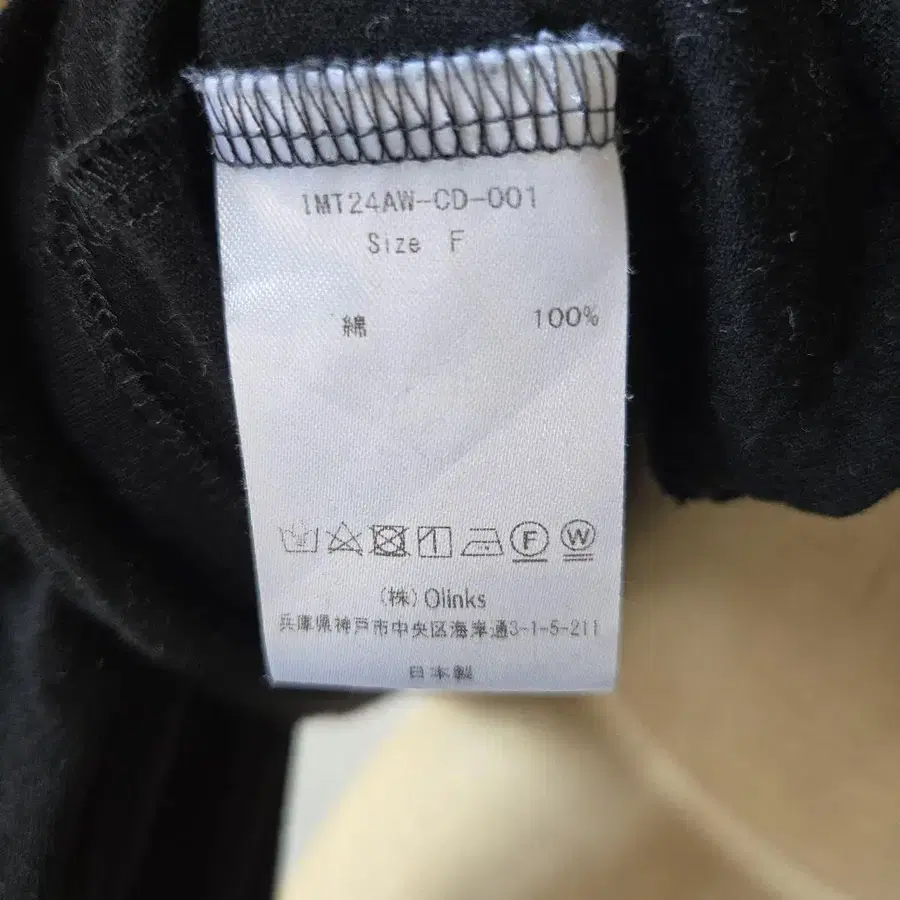 IMT24AW-CD-001
Size F
綿 100%
F W
(株)Olinks
兵庫県神戸市中央区海岸通3-1-5-211
日本製